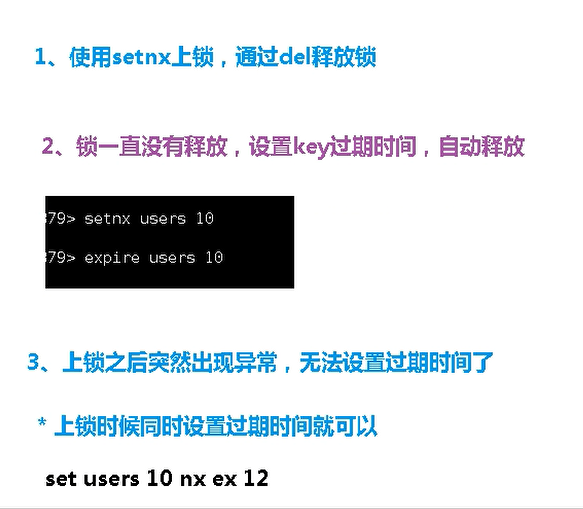 1、使用setnx上锁，通过del释放锁
2、锁一直没有释放，设置key过期时间，自动释放
379> setnx users 10
379> expire users 10
3、上锁之后突然出现异常，无法设置过期时间了
* 上锁时候同时设置过期时间就可以
set users 10 nx ex 12